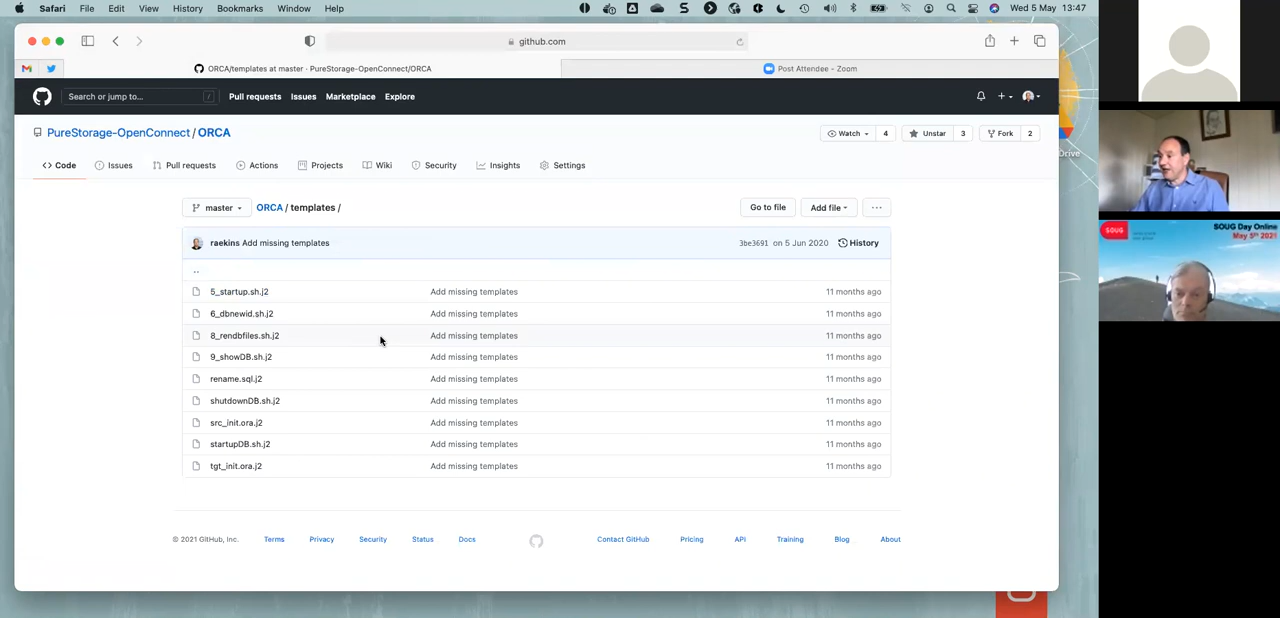 Safari File Edit View History Bookmarks Window Help Wed 5 May 13:47
github.com
ORCA/templates at master · PureStorage-OpenConnect/ORCA Post Attendee - Zoom
Search or jump to... / Pull requests Issues Marketplace Explore
PureStorage-OpenConnect / ORCA Watch 4 Unstar 3 Fork 2
Code Issues Pull requests Actions Projects Wiki Security Insights Settings
master ORCA / templates / Go to file Add file ...
raekins Add missing templates 3be3691 on 5 Jun 2020 History
..
5_startup.sh.j2 Add missing templates 11 months ago
6_dbnewid.sh.j2 Add missing templates 11 months ago
8_rendbfiles.sh.j2 Add missing templates 11 months ago
9_showDB.sh.j2 Add missing templates 11 months ago
rename.sql.j2 Add missing templates 11 months ago
shutdownDB.sh.j2 Add missing templates 11 months ago
src_init.ora.j2 Add missing templates 11 months ago
startupDB.sh.j2 Add missing templates 11 months ago
tgt_init.ora.j2 Add missing templates 11 months ago
© 2021 GitHub, Inc. Terms Privacy Security Status Docs Contact GitHub Pricing API Training Blog About
Drive
SOUG
SOUG Day Online
May 5th 2021